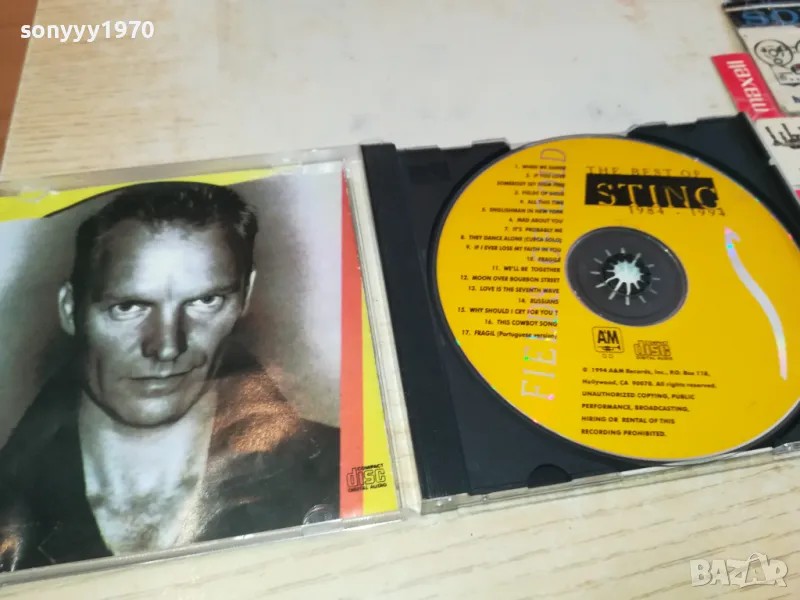 sonyyy1970
maxell
THE BEST OF
STING
1984 - 1994
1. WHEN WE DANCE
2. IF YOU LOVE
SOMEBODY SET THEM FREE
3. FIELDS OF GOLD
4. ALL THIS TIME
5. ENGLISHMAN IN NEW YORK
6. MAD ABOUT YOU
7. IT'S PROBABLY ME
8. THEY DANCE ALONE (CUECA SOLO)
9. IF I EVER LOSE MY FAITH IN YOU
10. FRAGILE
11. WE'LL BE TOGETHER
12. MOON OVER BOURBON STREET
13. LOVE IS THE SEVENTH WAVE
14. RUSSIANS
15. WHY SHOULD I CRY FOR YOU?
16. THIS COWBOY SONG
17. FRAGIL (Portuguese version)
A&M
COMPACT
disc
DIGITAL AUDIO
© 1994 A&M Records, Inc., P.O. Box 118,
Hollywood, CA 90078. All rights reserved.
UNAUTHORIZED COPYING, PUBLIC
PERFORMANCE, BROADCASTING,
HIRING OR RENTAL OF THIS
RECORDING PROHIBITED.
COMPACT
disc
DIGITAL AUDIO
BAZAR